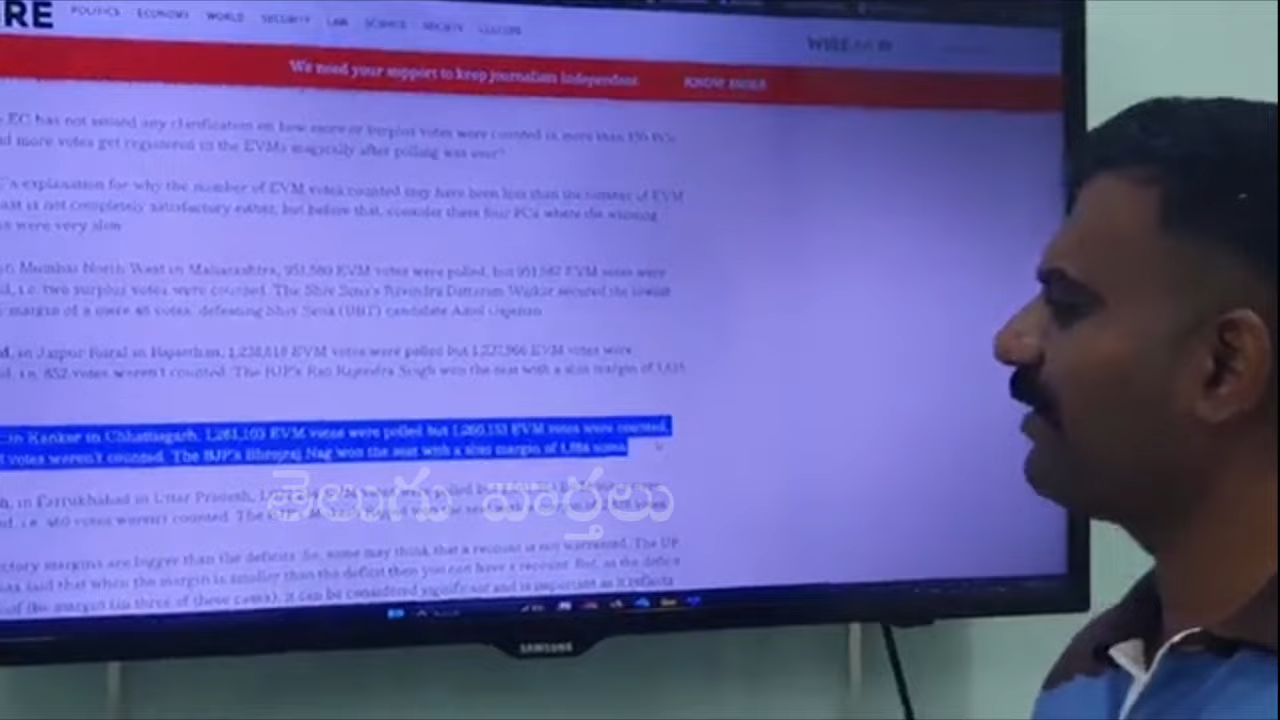 RE
POLITICS ECONOMY WORLD SECURITY LAW SCIENCE SOCIETY
WIRE
We need your support to keep journalism independent KNOW MORE
EC has not issued any clarification on how more or surplus votes were counted in more than
more votes get registered in the EVMs magically after polling was over?
explanation for why the number of EVM votes counted may have been less than the number of EVM
is not completely satisfactory either, but before that, consider these four PCs where the winning
were very slim
Mumbai North West in Maharashtra, 951,580 EVM votes were polled, but 951,582 EVM votes were
i.e. two surplus votes were counted. The Shiv Sena's Ravindra Dattaram Waikar secured the lowest
margin of a mere 48 votes, defeating Shiv Sena (UBT) candidate Amol
in Jaipur Rural in Rajasthan, 1,238,818 EVM votes were polled but 1,237,966 EVM votes were
i.e. 852 votes weren't counted. The BJP's Rao Rajendra Singh won the seat with a slim margin of 1,615
in Kanker in Chhattisgarh, 1,261,103 EVM votes were polled but 1,260,153 EVM votes were counted,
votes weren't counted. The BJP's Bhojraj Nag won the seat with a slim margin of 1,884 votes.
in Farrukhabad in Uttar Pradesh,
i.e. 460 votes weren't counted. The
తెలుగు వార్తలు
margins are bigger than the deficits. So, some may think that a recount is not warranted. The UP
said that when the margin is smaller than the deficit then you can have a recount. But, as the deficit
of the margin (in three of these cases), it can be considered significant and is important as it reflects
SAMSUNG